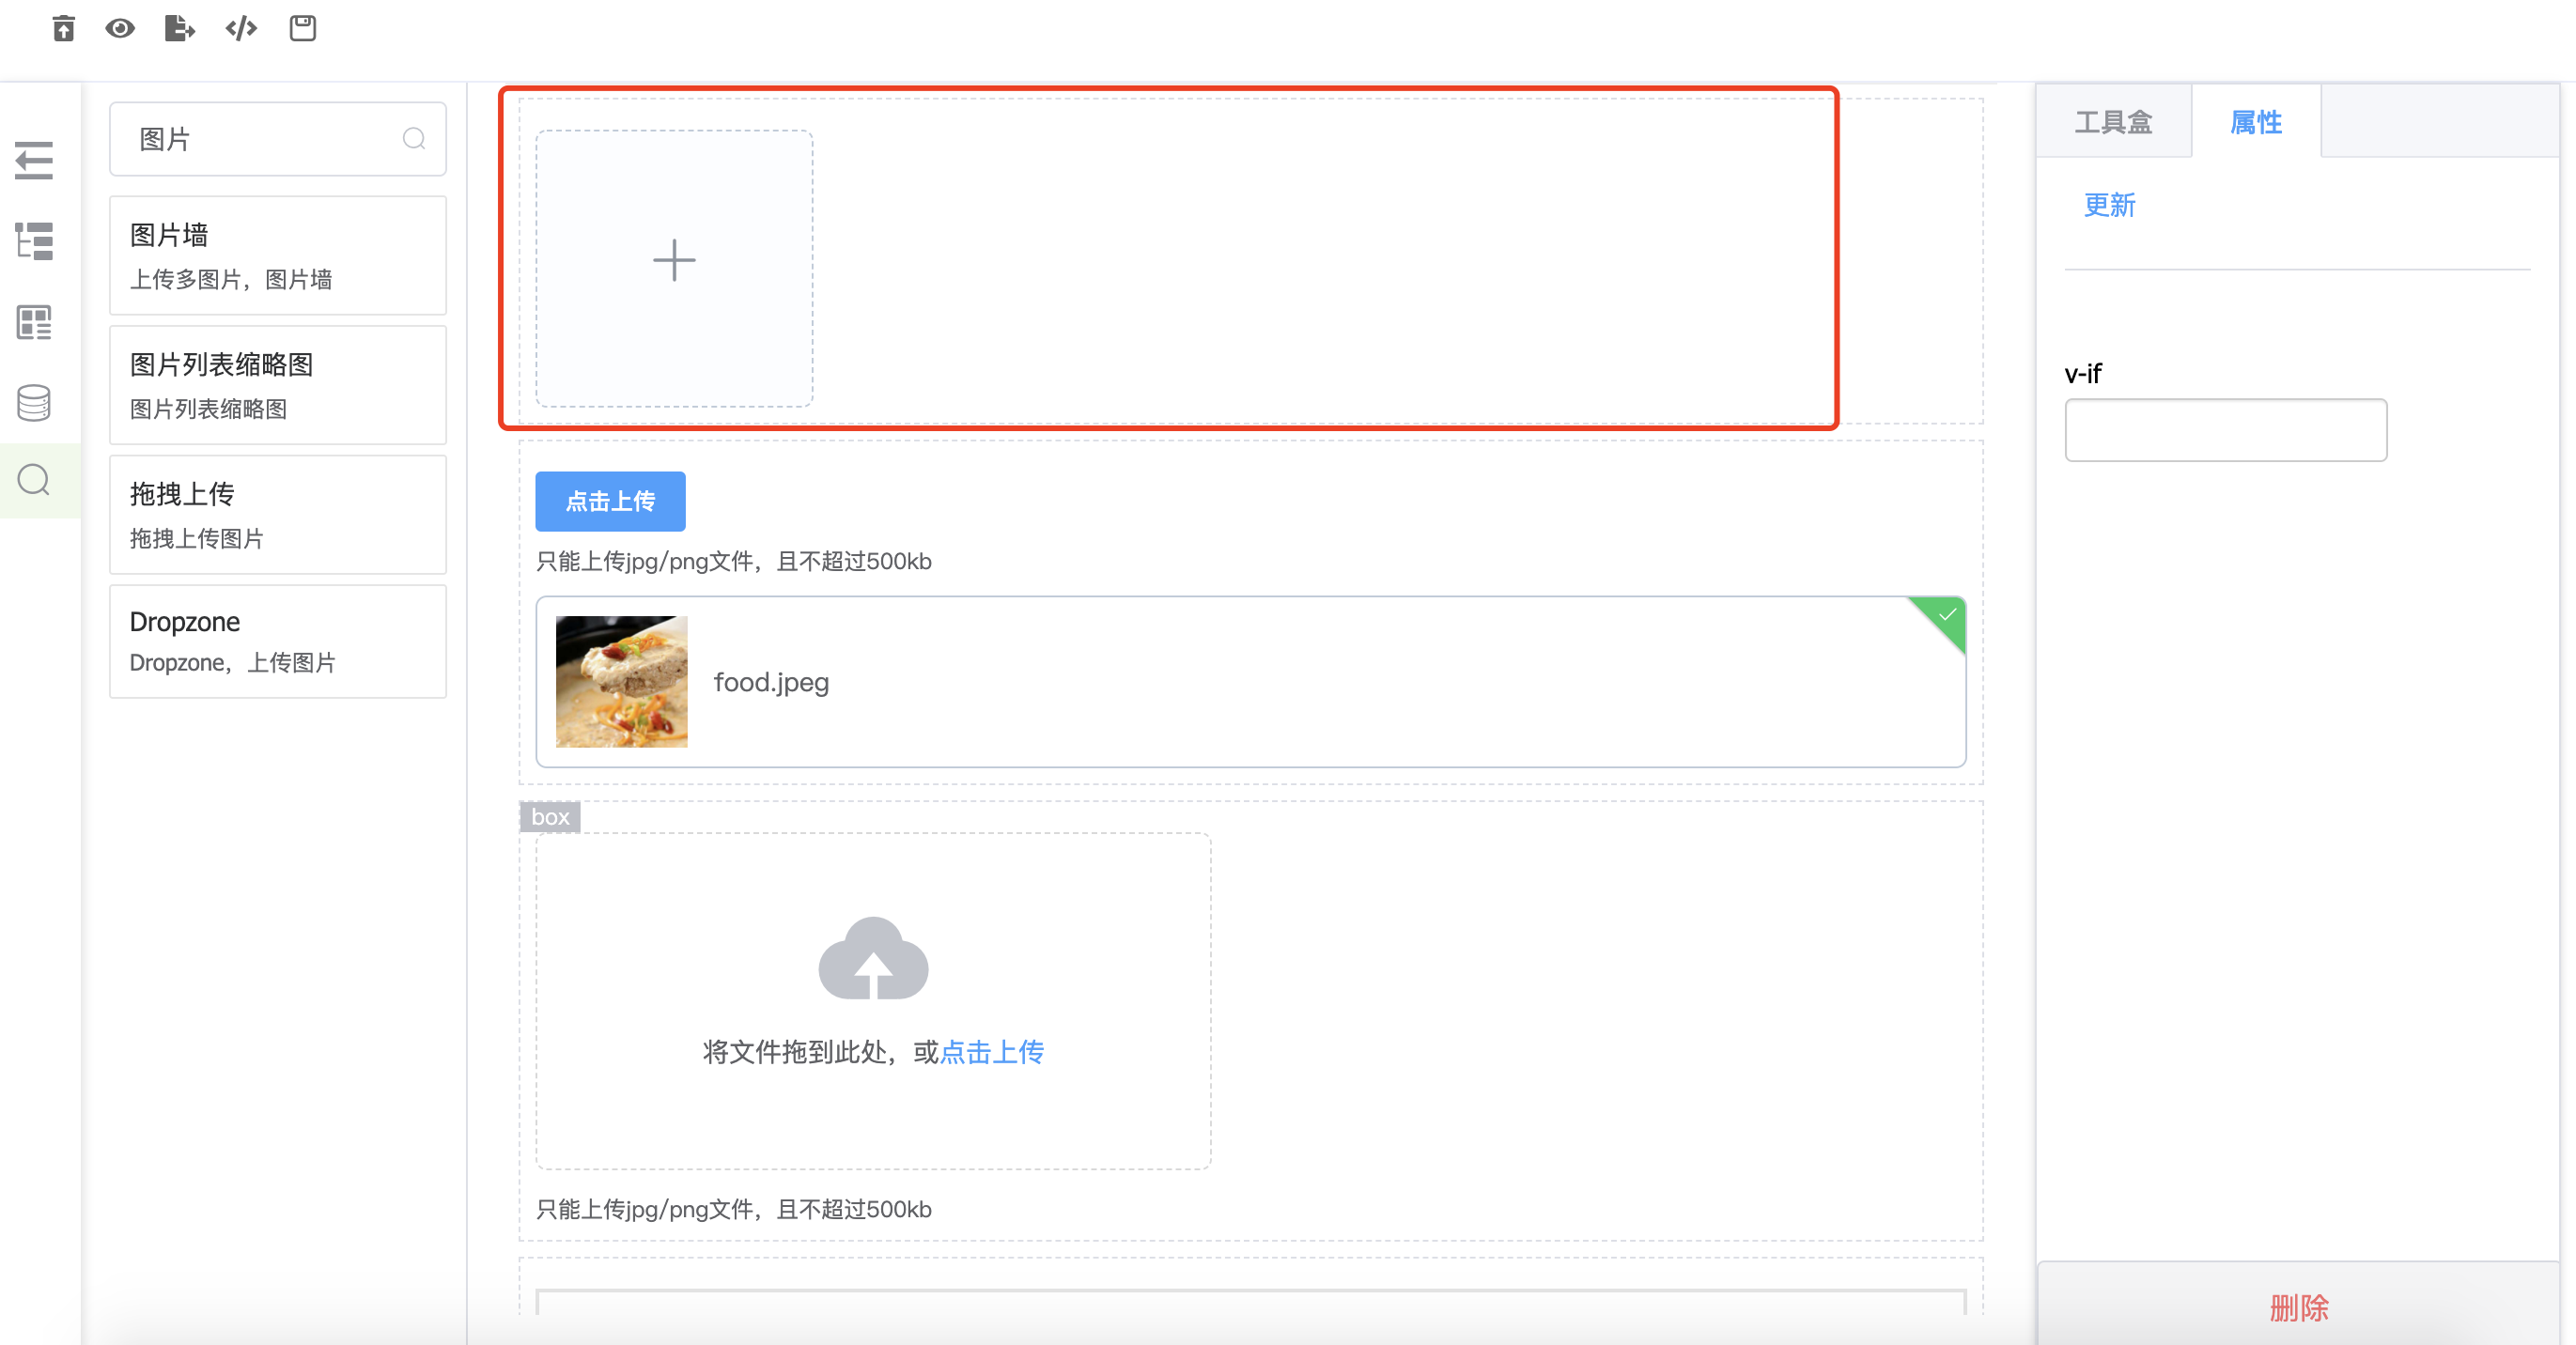 图片
图片墙
上传多图片，图片墙
图片列表缩略图
图片列表缩略图
拖拽上传
拖拽上传图片
Dropzone
Dropzone，上传图片
点击上传
只能上传jpg/png文件，且不超过500kb
food.jpeg
box
将文件拖到此处，或点击上传
只能上传jpg/png文件，且不超过500kb
工具盒
属性
更新
v-if
删除